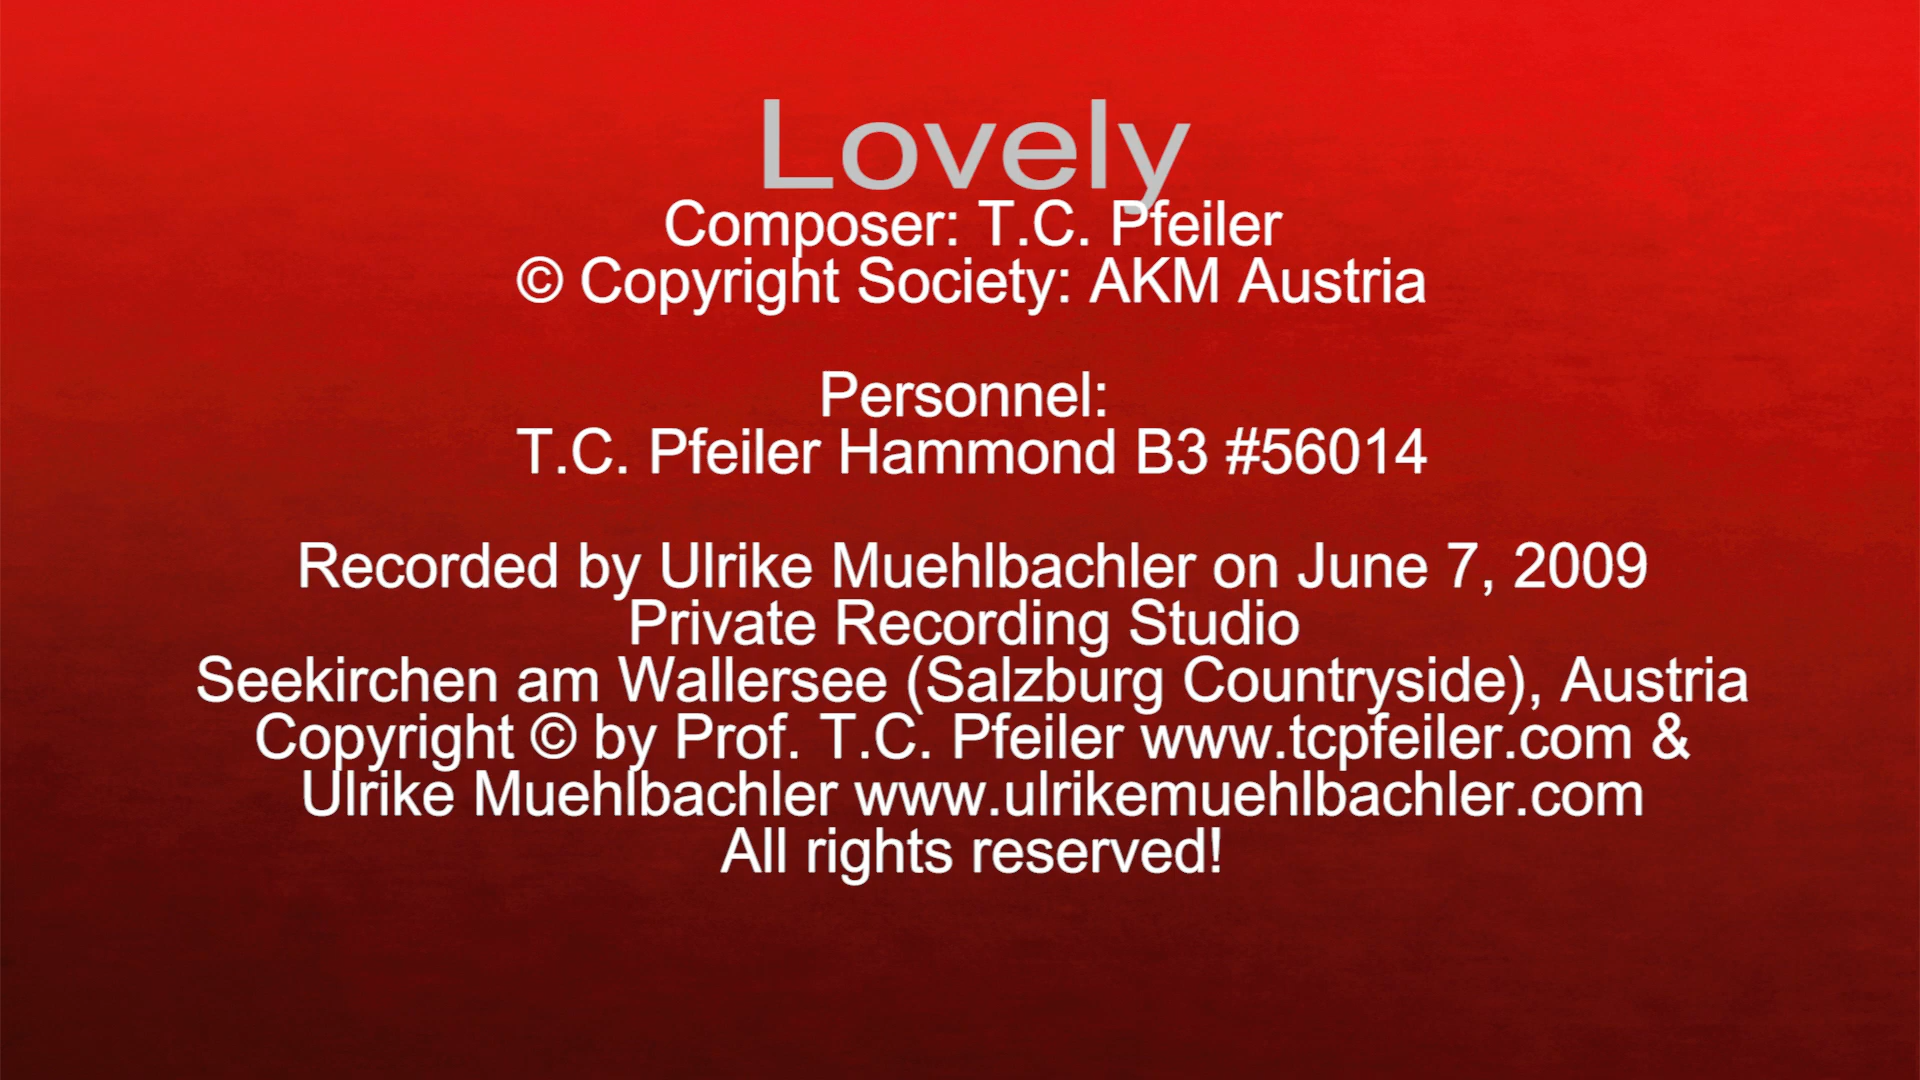 Lovely
Composer: T.C. Pfeiler
© Copyright Society: AKM Austria
Personnel:
T.C. Pfeiler Hammond B3 #56014
Recorded by Ulrike Muehlbachler on June 7, 2009
Private Recording Studio
Seekirchen am Wallersee (Salzburg Countryside), Austria
Copyright © by Prof. T.C. Pfeiler www.tcpfeiler.com &
Ulrike Muehlbachler www.ulrikemuehlbachler.com
All rights reserved!